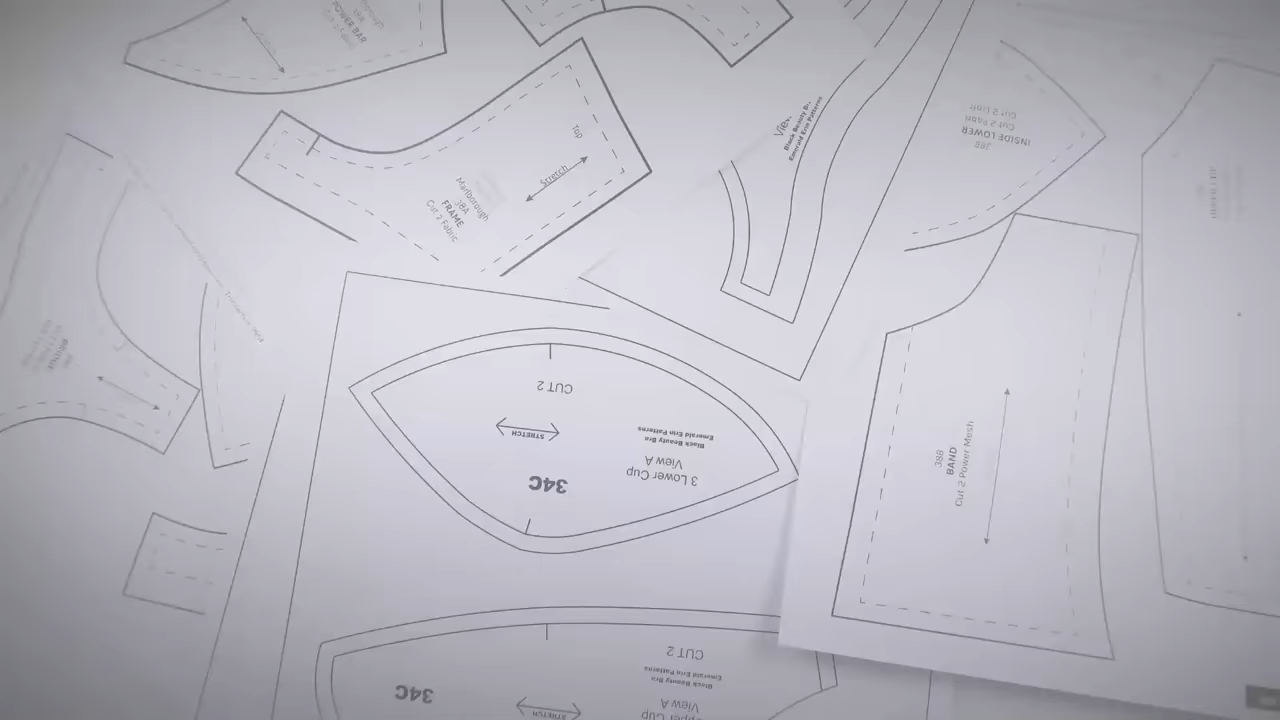 POWER BAR
Marlborough
38A
FRAME
Cut 2 Fabric
Stretch
Top
Black Beauty B
Emerald Erin Patterns
38B
INSIDE LOWER
Cut 2 Fabric
Cut 2 Lining
CUT 2
STRETCH
34C
3 Lower Cup
View A
Black Beauty Bra
Emerald Erin Patterns
38B
BAND
Cut 2 Power Mesh
34C
STRETCH
pper Cup
View A
Black Beauty Bra
Emerald Erin Patterns
CUT 2